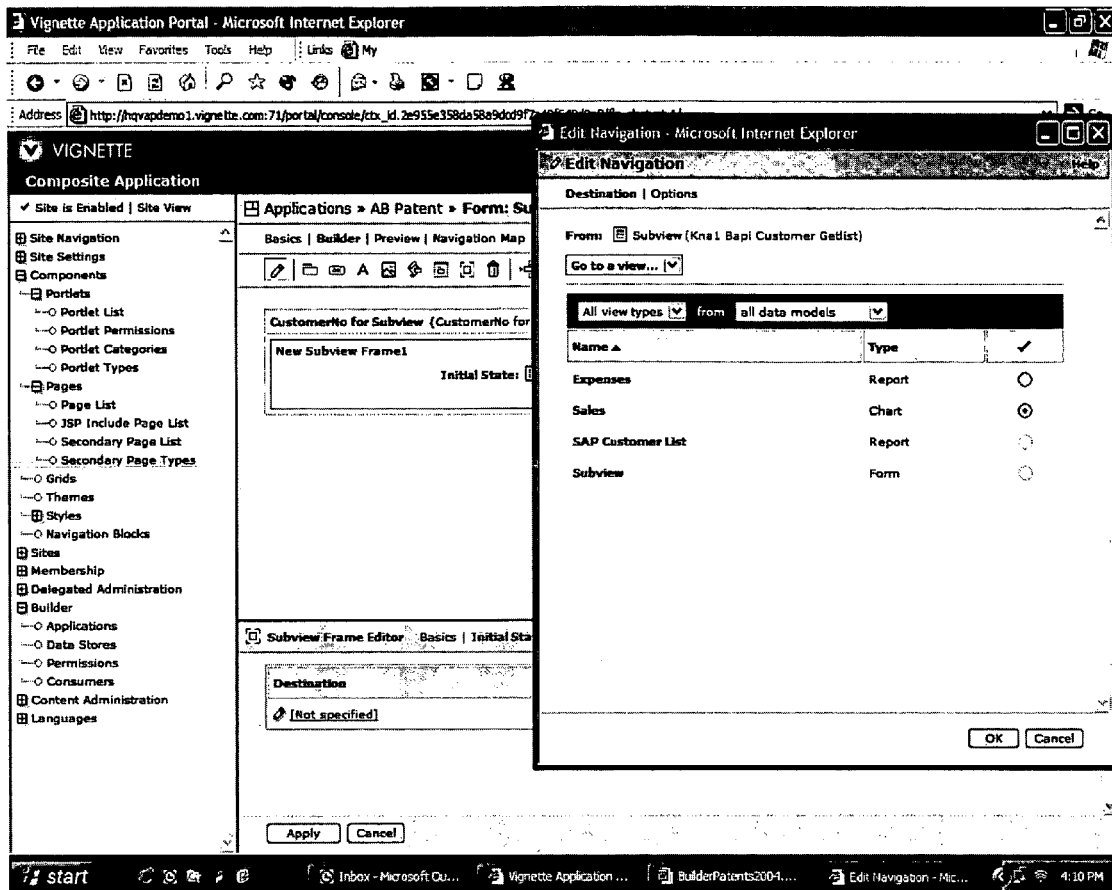 Vignette Application Portal - Microsoft Internet Explorer
File Edit View Favorites Tools Help Links My
Address http://hqvapdemo1.vignette.com:71/portal/console/ctx_id.2e955e358da58a9dcd9f7
VIGNETTE
Composite Application
Site is Enabled | Site View
Site Navigation
Site Settings
Components
Portlets
Portlet List
Portlet Permissions
Portlet Categories
Portlet Types
Pages
Page List
JSP Include Page List
Secondary Page List
Secondary Page Types
Grids
Themes
Styles
Navigation Blocks
Sites
Membership
Delegated Administration
Builder
Applications
Data Stores
Permissions
Consumers
Content Administration
Languages
Applications » AB Patent » Form: Su
Basics | Builder | Preview | Navigation Map
CustomerNo for Subview {CustomerNo for
New Subview Frame1
Initial State:
Subview Frame Editor Basics | Initial Sta
Destination
[Not specified]
Apply Cancel
Edit Navigation - Microsoft Internet Explorer
Edit Navigation Help
Destination | Options
From: Subview (Kna1 Bapi Customer Getlist)
Go to a view...
All view types from all data models
Name Type
Expenses Report
Sales Chart
SAP Customer List Report
Subview Form
OK Cancel
start Inbox - Microsoft Ou... Vignette Application ... BuilderPatents2004.... Edit Navigation - Mic... 4:10 PM